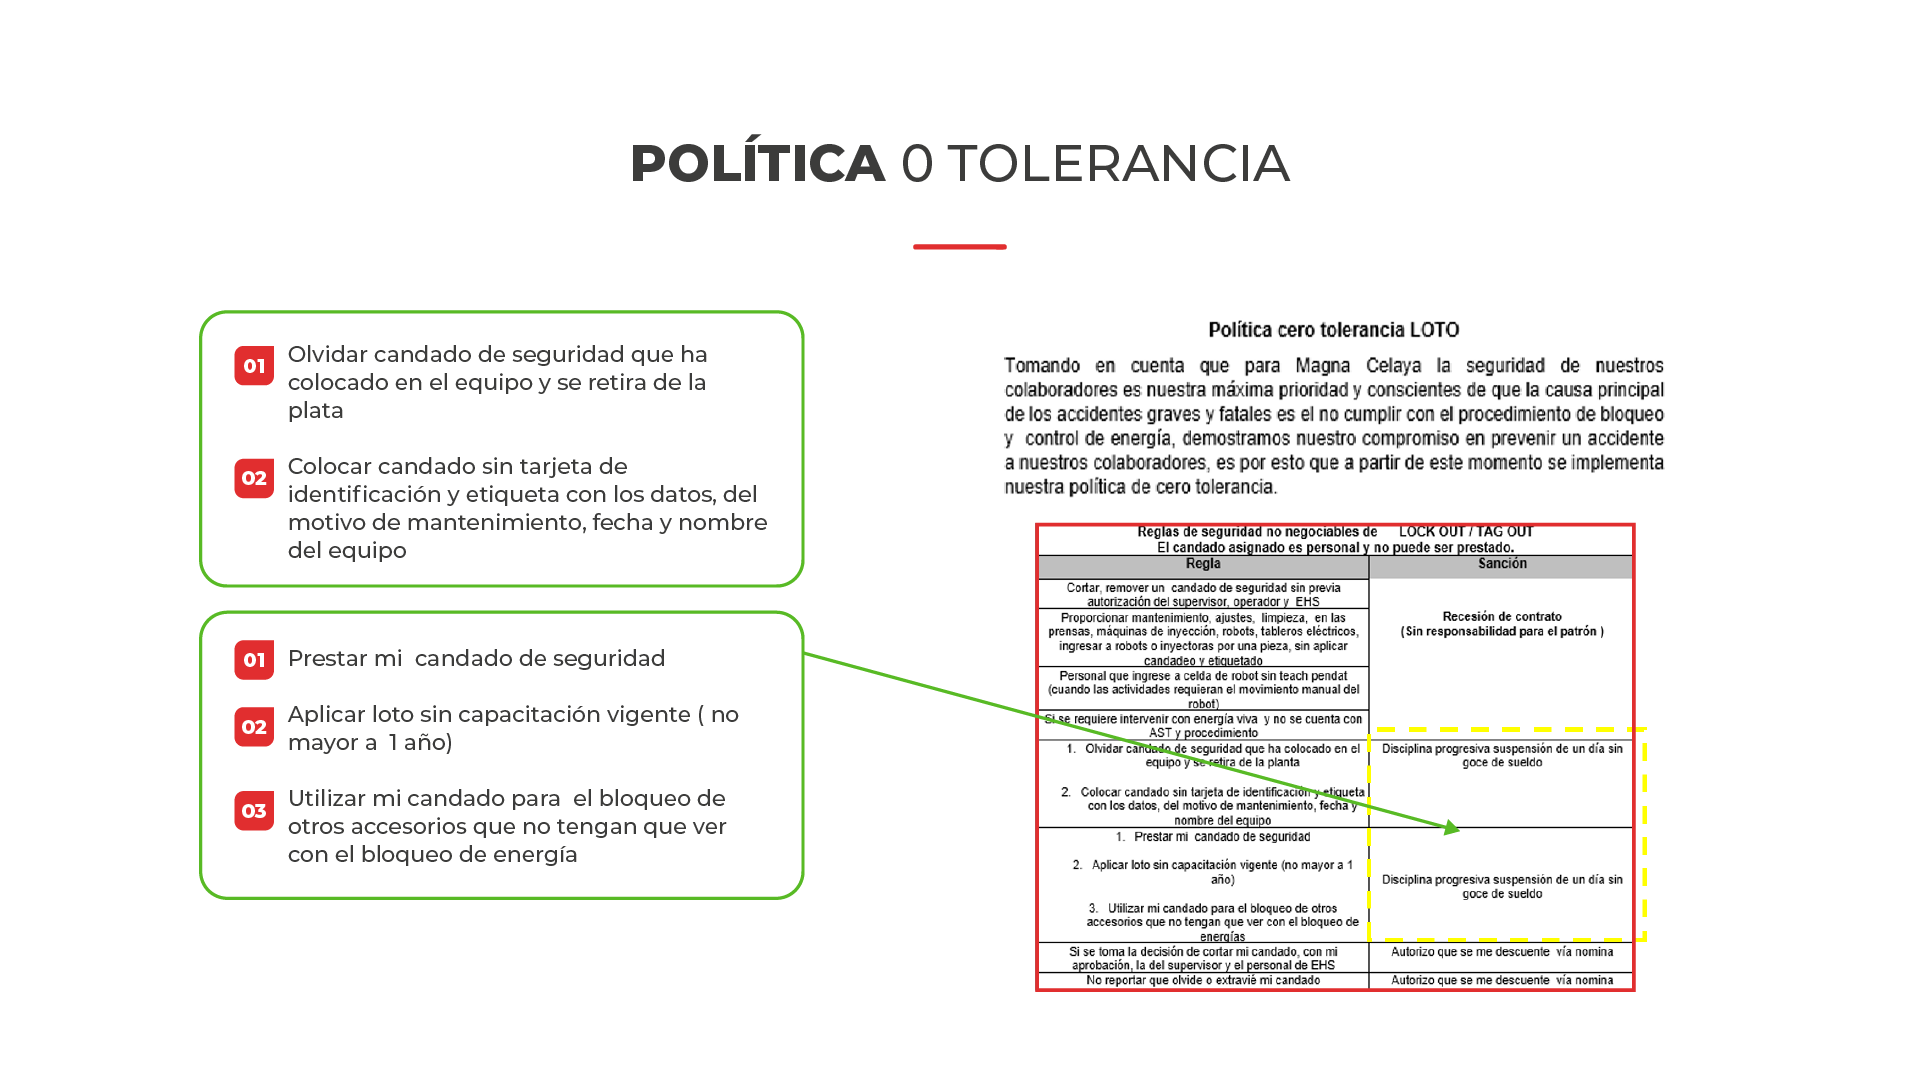 POLÍTICA 0 TOLERANCIA
01 Olvidar candado de seguridad que ha
colocado en el equipo y se retira de la
plata
02 Colocar candado sin tarjeta de
identificación y etiqueta con los datos, del
motivo de mantenimiento, fecha y nombre
del equipo
01 Prestar mi candado de seguridad
02 Aplicar loto sin capacitación vigente ( no
mayor a 1 año)
03 Utilizar mi candado para el bloqueo de
otros accesorios que no tengan que ver
con el bloqueo de energía
Política cero tolerancia LOTO
Tomando en cuenta que para Magna Celaya la seguridad de nuestros
colaboradores es nuestra máxima prioridad y conscientes de que la causa principal
de los accidentes graves y fatales es el no cumplir con el procedimiento de bloqueo
y control de energía, demostramos nuestro compromiso en prevenir un accidente
a nuestros colaboradores, es por esto que a partir de este momento se implementa
nuestra política de cero tolerancia.
Reglas de seguridad no negociables de LOCK OUT / TAG OUT
El candado asignado es personal y no puede ser prestado.
Regla Sanción
Cortar, remover un candado de seguridad sin previa
autorización del supervisor, operador y EHS
Proporcionar mantenimiento, ajustes, limpieza, en las
prensas, máquinas de inyección, robots, tableros eléctricos,
ingresar a robots o inyectoras por una pieza, sin aplicar
candadeo y etiquetado
Personal que ingrese a celda de robot sin teach pendat
(cuando las actividades requieran el movimiento manual del
robot)
Si se requiere intervenir con energía viva y no se cuenta con
AST y procedimiento
Recesión de contrato
(Sin responsabilidad para el patrón )
1. Olvidar candado de seguridad que ha colocado en el
equipo y se retira de la planta
2. Colocar candado sin tarjeta de identificación y etiqueta
con los datos, del motivo de mantenimiento, fecha y
nombre del equipo
Disciplina progresiva suspensión de un día sin
goce de sueldo
1. Prestar mi candado de seguridad
2. Aplicar loto sin capacitación vigente (no mayor a 1
año)
3. Utilizar mi candado para el bloqueo de otros
accesorios que no tengan que ver con el bloqueo de
energías
Disciplina progresiva suspensión de un día sin
goce de sueldo
Si se toma la decisión de cortar mi candado, con mi
aprobación, la del supervisor y el personal de EHS
Autorizo que se me descuente vía nomina
No reportar que olvide o extravié mi candado
Autorizo que se me descuente vía nomina